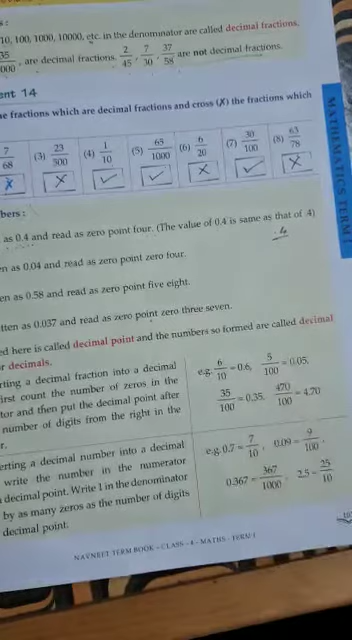 s :
10, 100, 1000, 10000, etc. in the denominator are called decimal fractions.
35/000, are decimal fractions. 2/45, 7/30, 37/58 are not decimal fractions.
ent 14
e fractions which are decimal fractions and cross (✗) the fractions which
7/68 (3) 23/500 (4) 1/10 (5) 65/1000 (6) 6/20 (7) 30/100 (8) 63/78
✗ ✗ ✓ ✓ ✗ ✓ ✗
MATHEMATICS TERM I
bers :
as 0.4 and read as zero point four. (The value of 0.4 is same as that of .4)
.4
en as 0.04 and read as zero point zero four.
en as 0.58 and read as zero point five eight.
tten as 0.037 and read as zero point zero three seven.
ed here is called decimal point and the numbers so formed are called decimal
r decimals.
rting a decimal fraction into a decimal
irst count the number of zeros in the
tor and then put the decimal point after
number of digits from the right in the
r.
e.g. 6/10 = 0.6, 5/100 = 0.05,
35/100 = 0.35, 470/100 = 4.70
erting a decimal number into a decimal
write the number in the numerator
decimal point. Write 1 in the denominator
by as many zeros as the number of digits
decimal point.
e.g. 0.7 = 7/10, 0.09 = 9/100,
0.367 = 367/1000, 2.5 = 25/10
NAVNEET TERM BOOK – CLASS - 4 – MATHS – TERM I